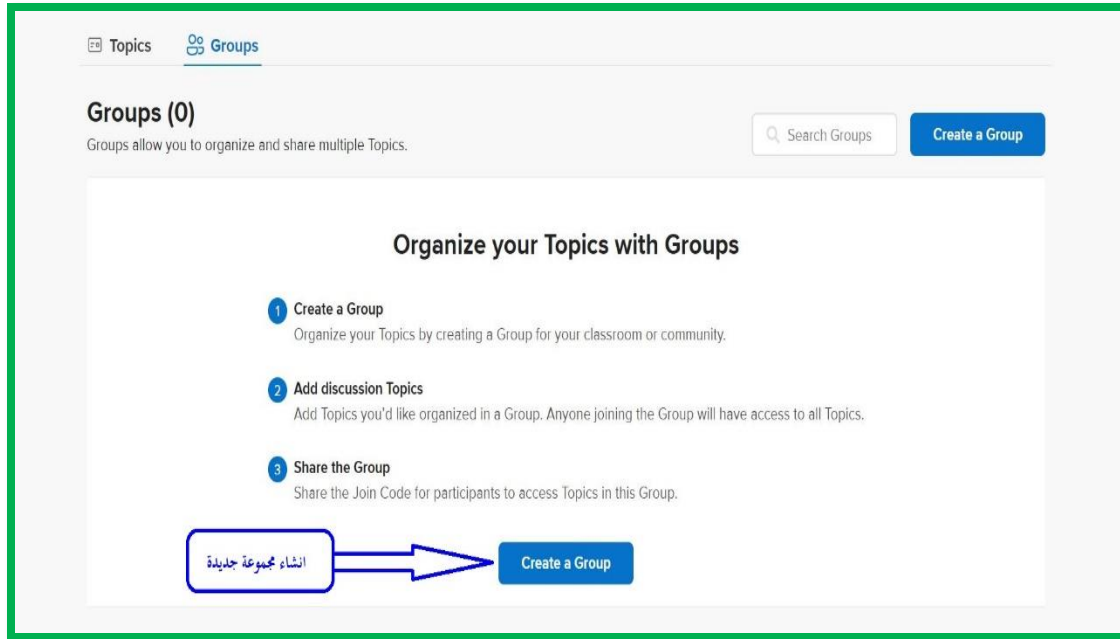 Topics Groups
Groups (0)
Groups allow you to organize and share multiple Topics.
Search Groups Create a Group
Organize your Topics with Groups
1 Create a Group
Organize your Topics by creating a Group for your classroom or community.
2 Add discussion Topics
Add Topics you'd like organized in a Group. Anyone joining the Group will have access to all Topics.
3 Share the Group
Share the Join Code for participants to access Topics in this Group.
انشاء مجموعة جديدة
Create a Group